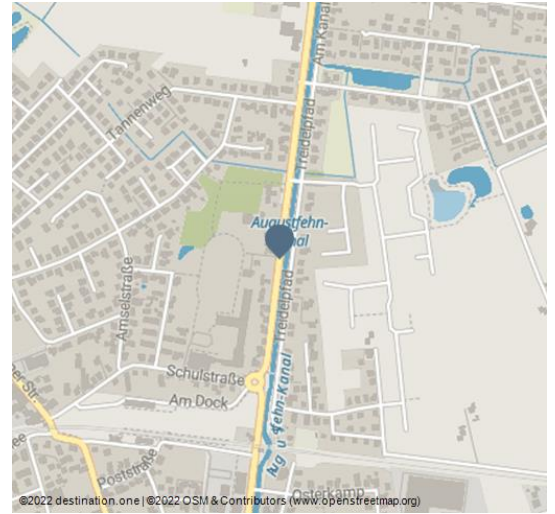 Am Kanal
Tannenweg
Treidelpfad
Augustfehn-
Amselstraße
Treidelpfad
Schulstraße
Am Dock
Poststraße
Osterkamp
©2022 destination.one | ©2022 OSM & Contributors (www.openstreetmap.org)